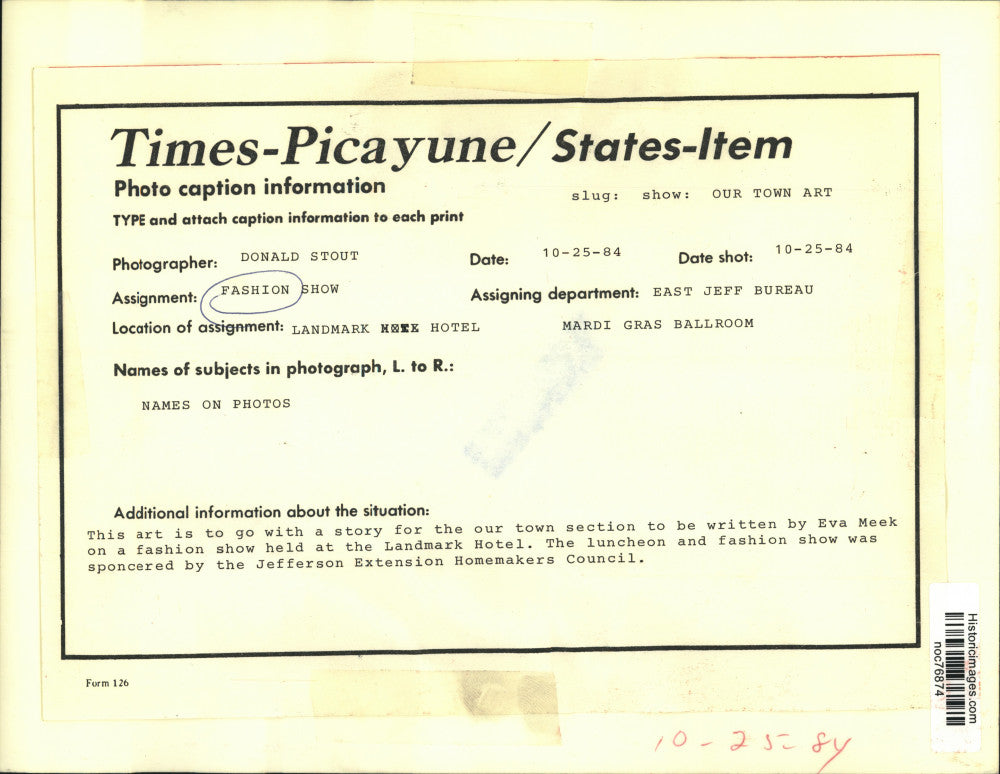 Times-Picayune/States-Item
Photo caption information
slug: show: OUR TOWN ART
TYPE and attach caption information to each print
Photographer: DONALD STOUT Date: 10-25-84 Date shot: 10-25-84
Assignment: FASHION SHOW Assigning department: EAST JEFF BUREAU
Location of assignment: LANDMARK HOTEL MARDI GRAS BALLROOM
Names of subjects in photograph, L. to R.:
NAMES ON PHOTOS
Additional information about the situation:
This art is to go with a story for the our town section to be written by Eva Meek
on a fashion show held at the Landmark Hotel. The luncheon and fashion show was
sponcered by the Jefferson Extension Homemakers Council.
Form 126
Historicimages.com
noc76874
10-25-84